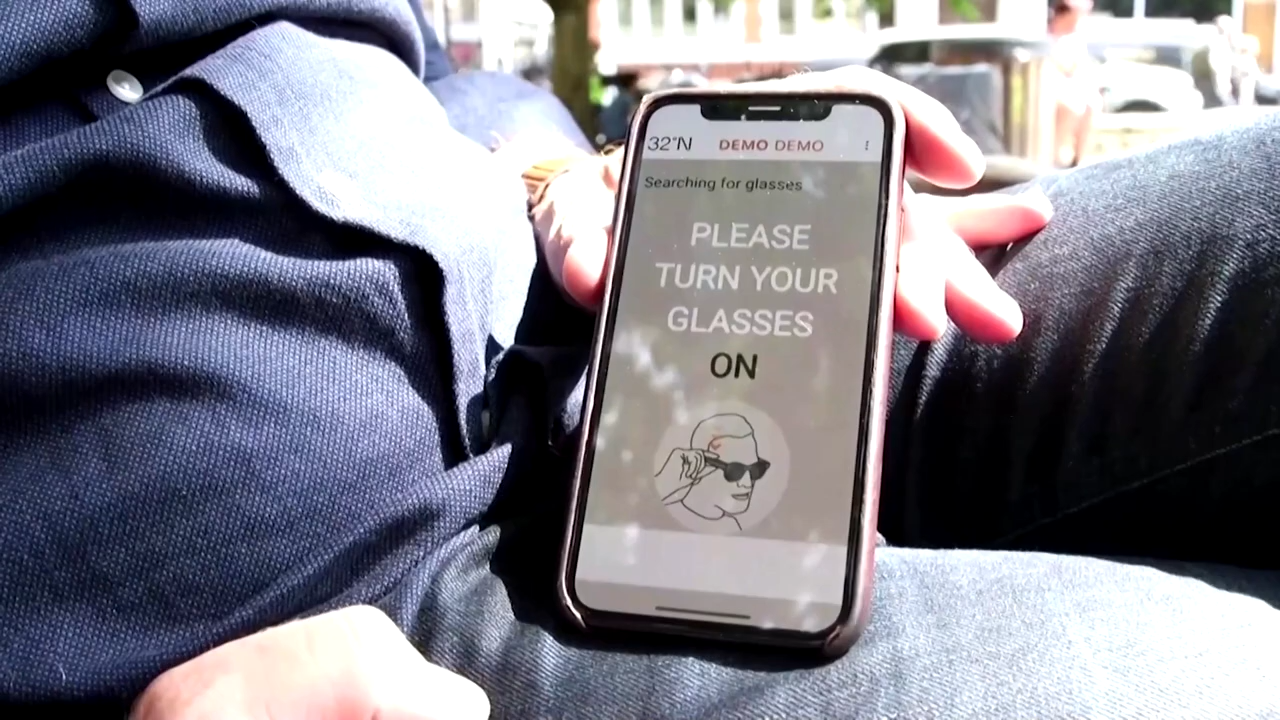 32°N DEMO DEMO
Searching for glasses
PLEASE
TURN YOUR
GLASSES
ON